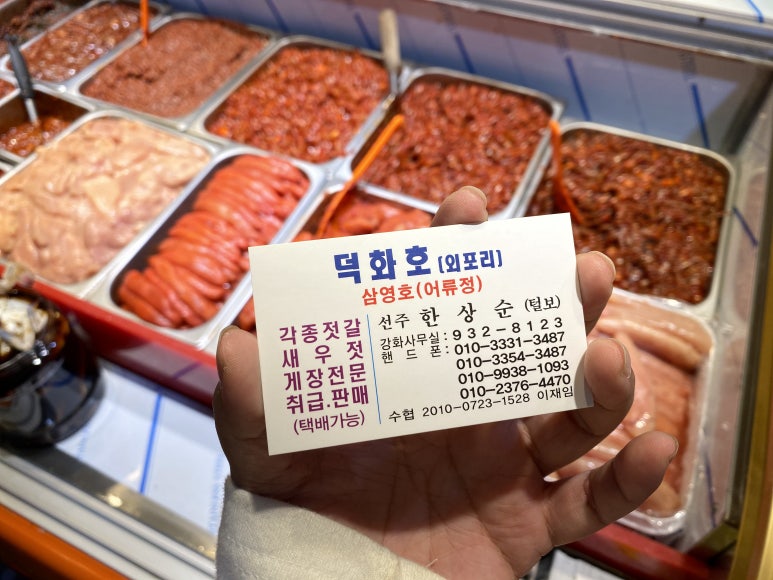 덕화호 (외포리)
삼영호(어류정)
각종젓갈
새우젓
게장전문
취급.판매
(택배가능)
선주 한상순 (털보)
강화사무실 : 932-8123
핸드폰 : 010-3331-3487
010-3354-3487
010-9938-1093
010-2376-4470
수협 2010-0723-1528 이재임